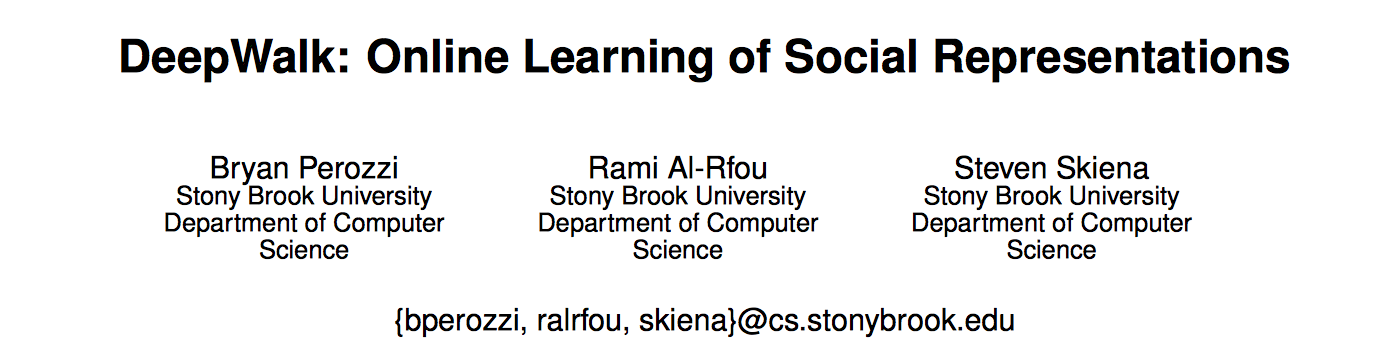 DeepWalk: Online Learning of Social Representations
Bryan Perozzi
Stony Brook University
Department of Computer
Science
Rami Al-Rfou
Stony Brook University
Department of Computer
Science
Steven Skiena
Stony Brook University
Department of Computer
Science
{bperozzi, ralrfou, skiena}@cs.stonybrook.edu